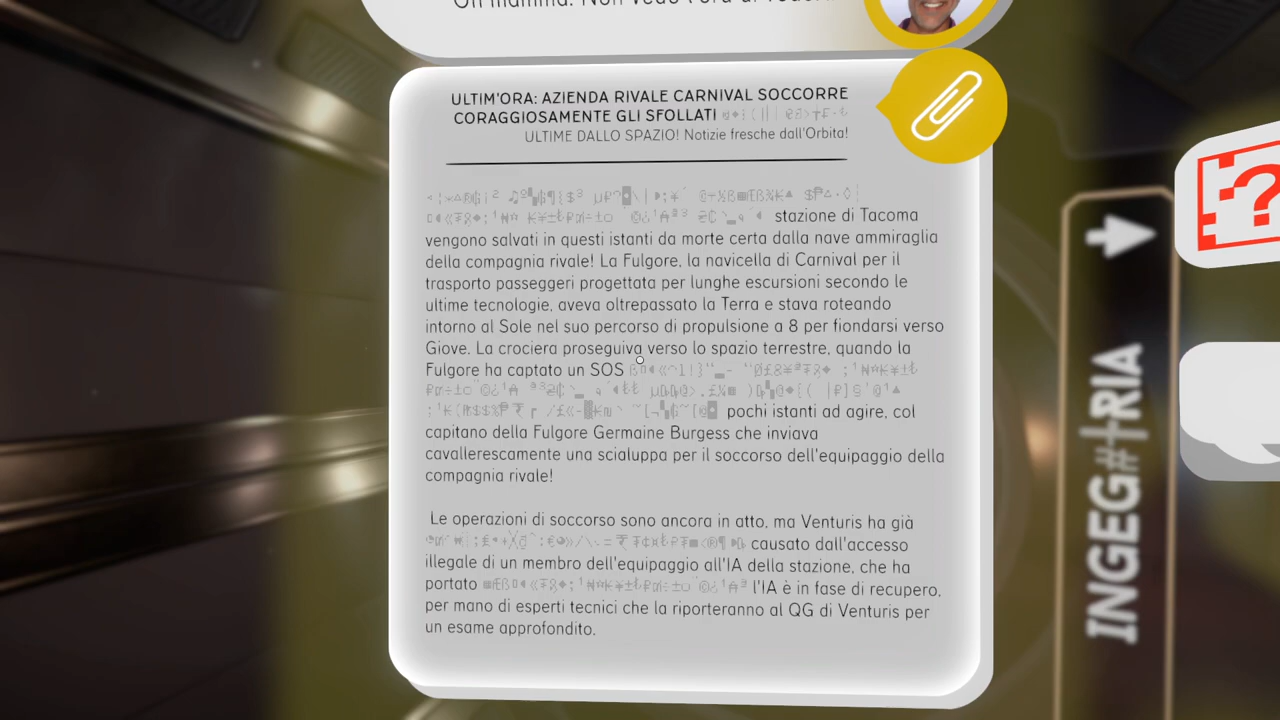 ULTIM'ORA: AZIENDA RIVALE CARNIVAL SOCCORRE
CORAGGIOSAMENTE GLI SFOLLATI
ULTIME DALLO SPAZIO! Notizie fresche dall'Orbita!
stazione di Tacoma
vengono salvati in questi istanti da morte certa dalla nave ammiraglia
della compagnia rivale! La Fulgore, la navicella di Carnival per il
trasporto passeggeri progettata per lunghe escursioni secondo le
ultime tecnologie, aveva oltrepassato la Terra e stava roteando
intorno al Sole nel suo percorso di propulsione a 8 per fiondarsi verso
Giove. La crociera proseguiva verso lo spazio terrestre, quando la
Fulgore ha captato un SOS
pochi istanti ad agire, col
capitano della Fulgore Germaine Burgess che inviava
cavallerescamente una scialuppa per il soccorso dell'equipaggio della
compagnia rivale!
Le operazioni di soccorso sono ancora in atto, ma Venturis ha già
causato dall'accesso
illegale di un membro dell'equipaggio all'IA della stazione, che ha
portato l'IA è in fase di recupero,
per mano di esperti tecnici che la riporteranno al QG di Venturis per
un esame approfondito.
INGEG#†RIA